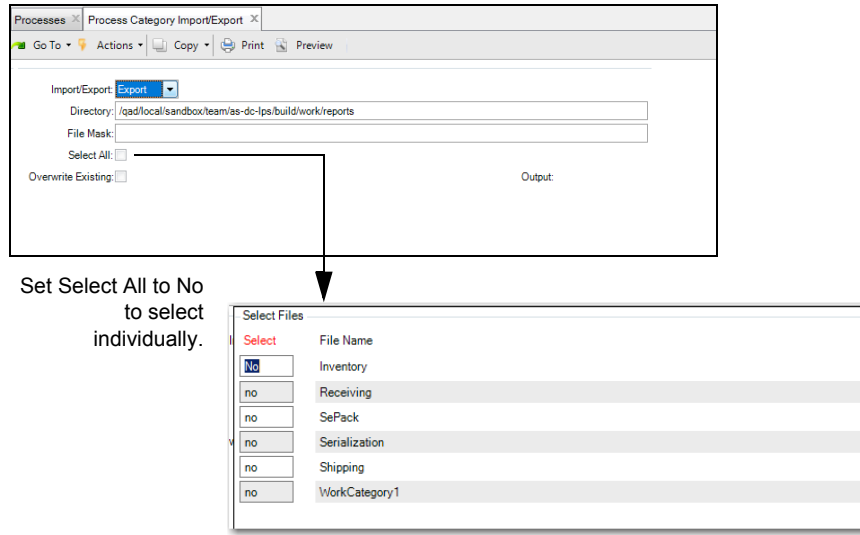 Processes Process Category Import/Export
Go To Actions Copy Print Preview
Import/Export: Export
Directory: /qad/local/sandbox/team/as-dc-lps/build/work/reports
File Mask:
Select All:
Overwrite Existing: Output:
Set Select All to No
to select
individually.
Select Files
Select File Name
No Inventory
no Receiving
no SePack
no Serialization
no Shipping
no WorkCategory1